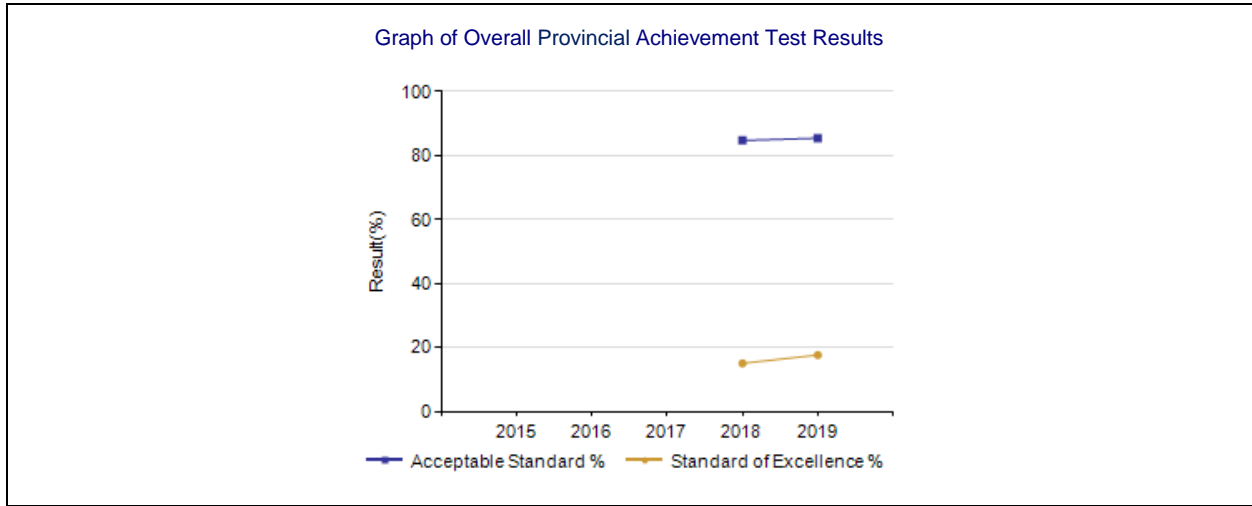 Graph of Overall Provincial Achievement Test Results
100
80
60
40
20
0
Result(%)
2015 2016 2017 2018 2019
Acceptable Standard % Standard of Excellence %